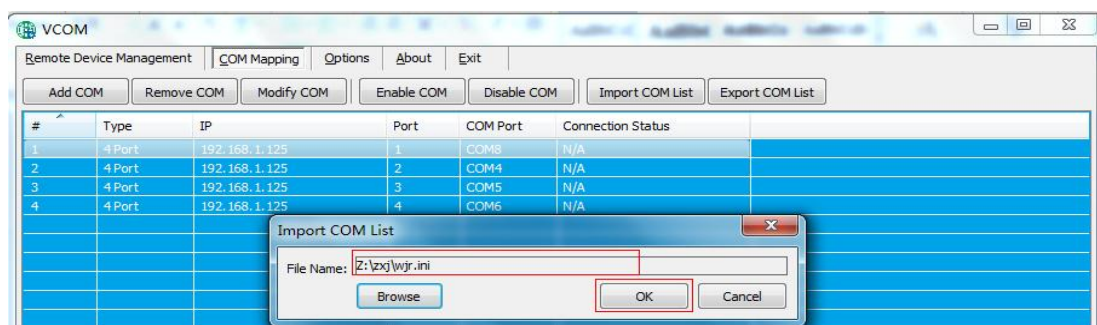 VCOM
Remote Device Management COM Mapping Options About Exit
Add COM Remove COM Modify COM Enable COM Disable COM Import COM List Export COM List
# Type IP Port COM Port Connection Status
1 4 Port 192.168.1.125 1 COM8 N/A
2 4 Port 192.168.1.125 2 COM4 N/A
3 4 Port 192.168.1.125 3 COM5 N/A
4 4 Port 192.168.1.125 4 COM6 N/A
Import COM List
File Name: Z:\zxj\wjr.ini
Browse OK Cancel